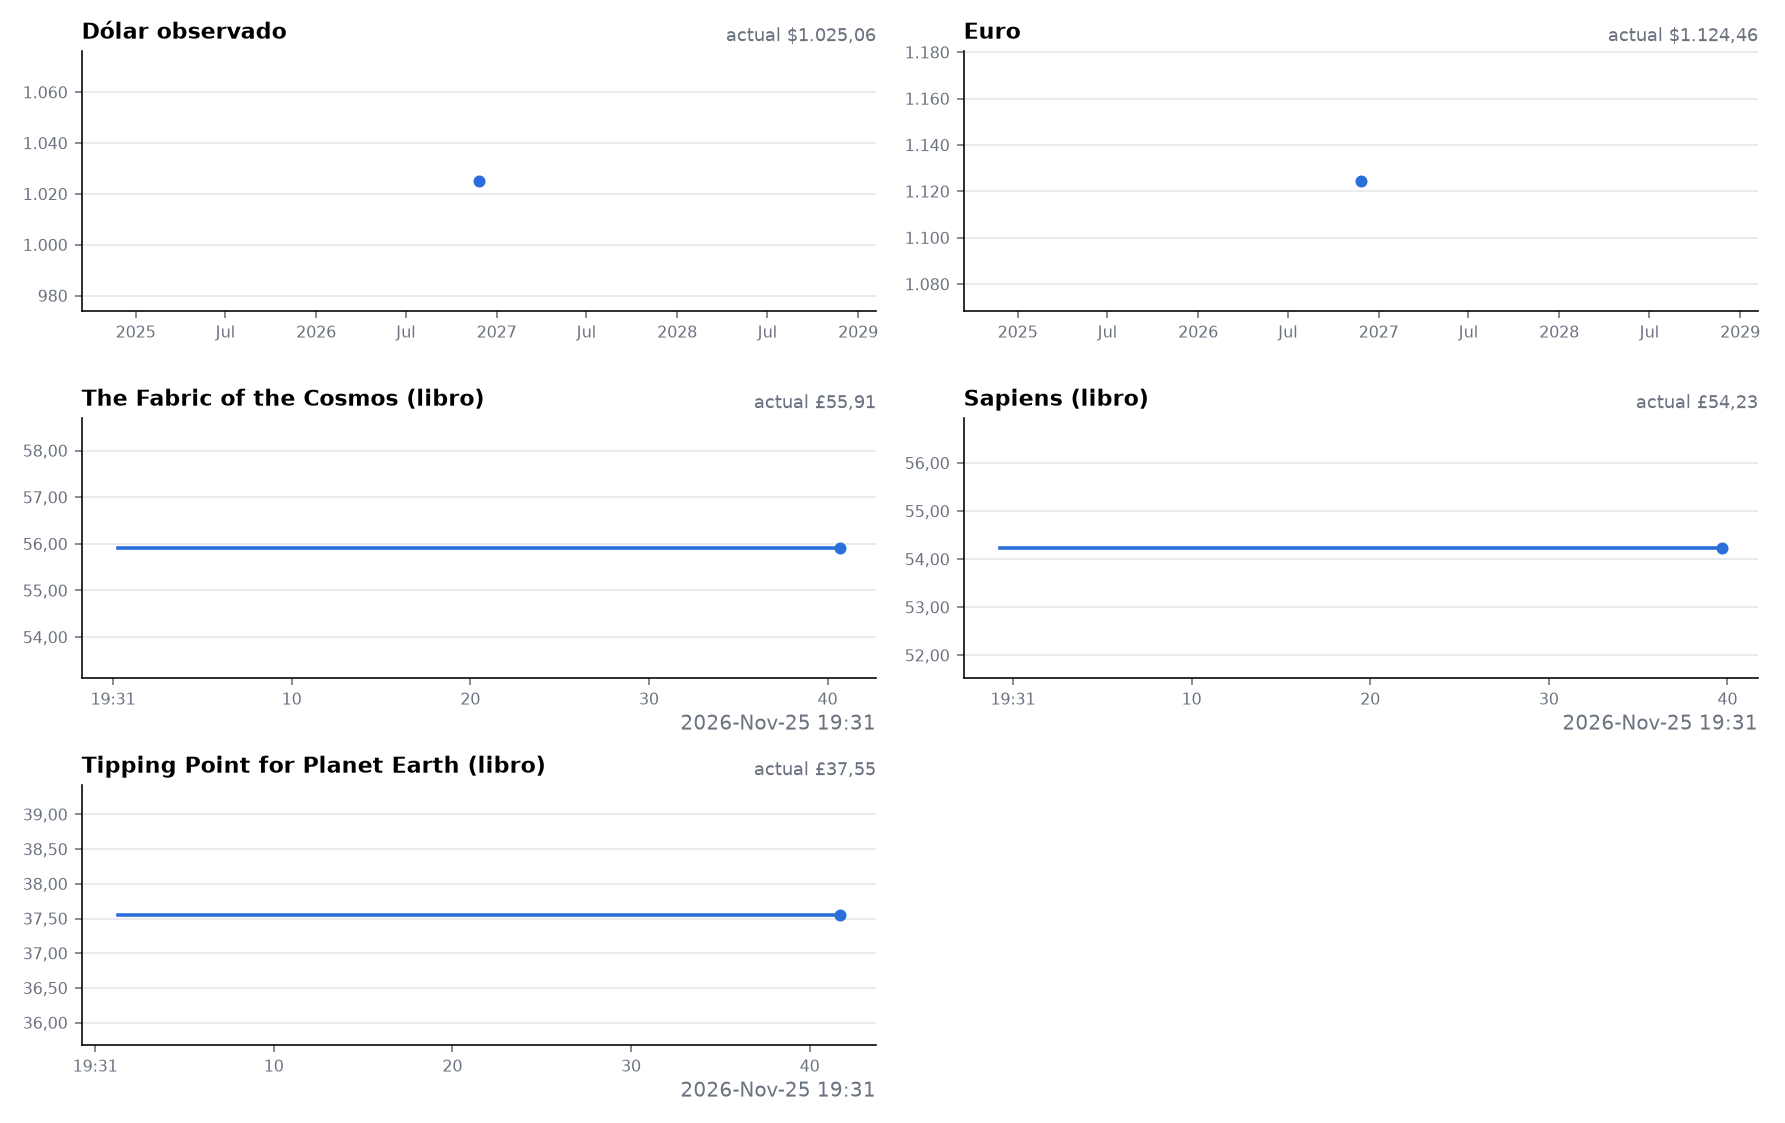 Dólar observado
actual $1.025,06
1.060
1.040
1.020
1.000
980
2025 Jul 2026 Jul 2027 Jul 2028 Jul 2029
Euro
actual $1.124,46
1.180
1.160
1.140
1.120
1.100
1.080
2025 Jul 2026 Jul 2027 Jul 2028 Jul 2029
The Fabric of the Cosmos (libro)
actual £55,91
58,00
57,00
56,00
55,00
54,00
19:31 10 20 30 40
2026-Nov-25 19:31
Sapiens (libro)
actual £54,23
56,00
55,00
54,00
53,00
52,00
19:31 10 20 30 40
2026-Nov-25 19:31
Tipping Point for Planet Earth (libro)
actual £37,55
39,00
38,50
38,00
37,50
37,00
36,50
36,00
19:31 10 20 30 40
2026-Nov-25 19:31